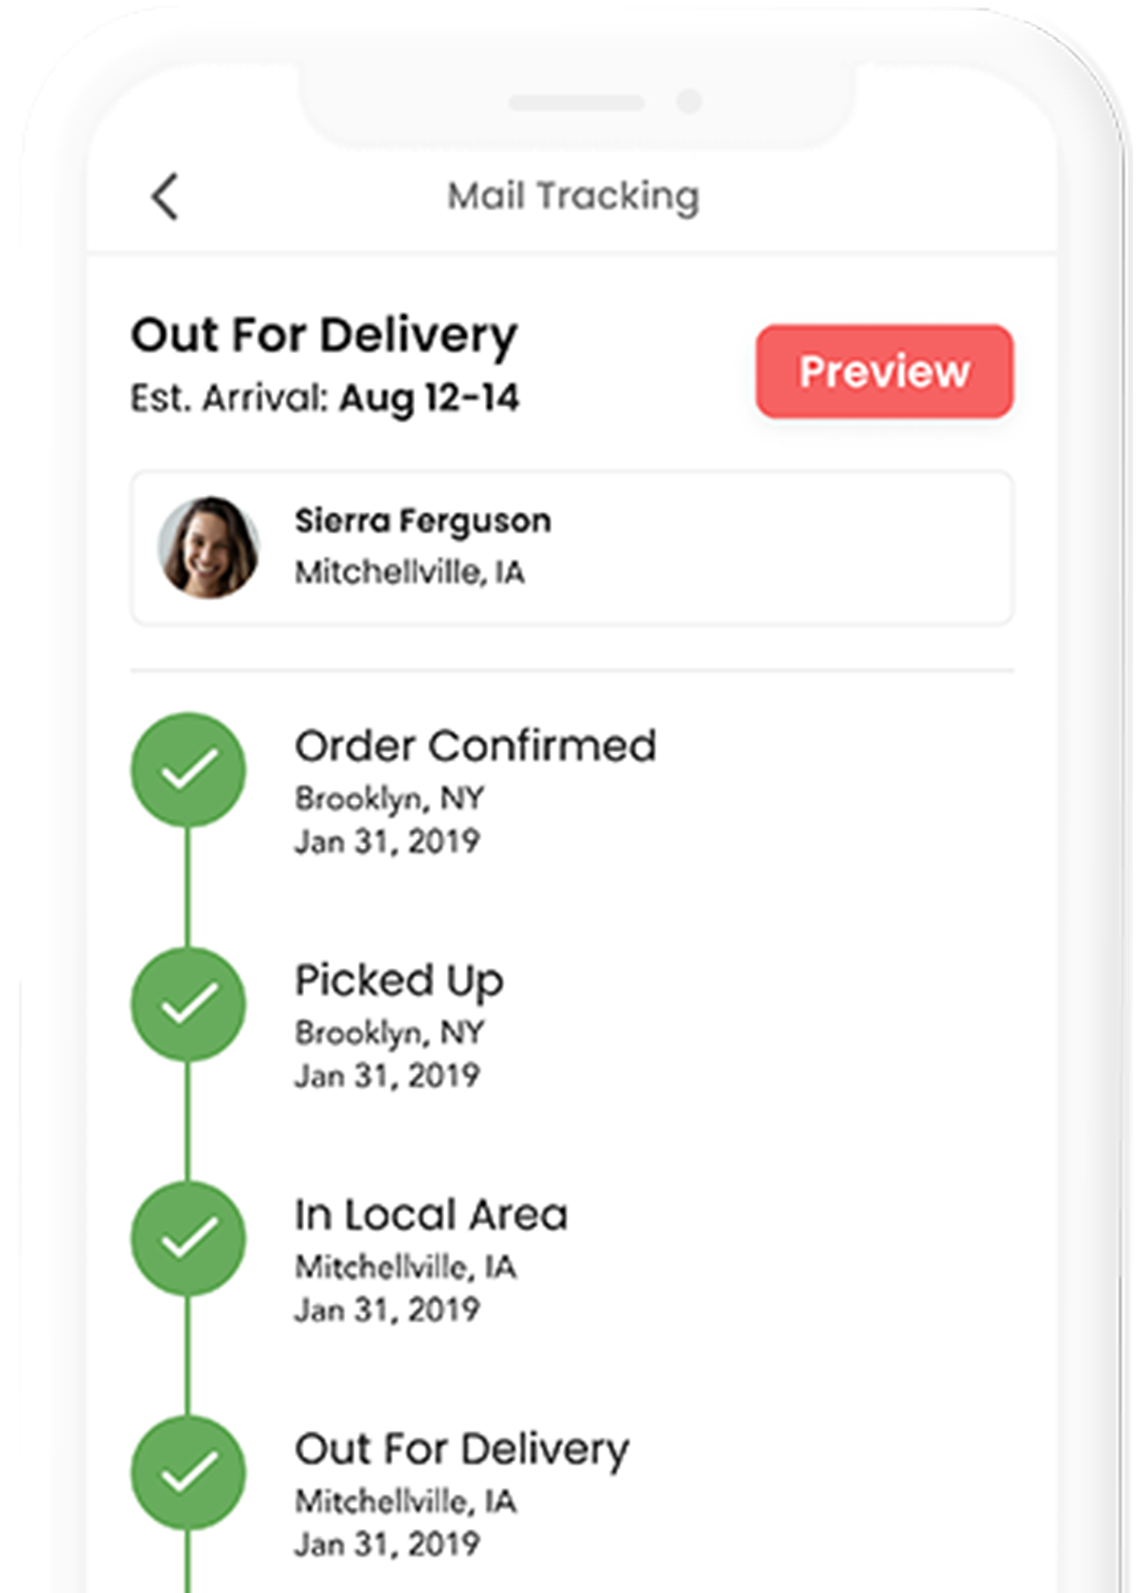 Mail Tracking
Out For Delivery
Est. Arrival: Aug 12-14
Preview
Sierra Ferguson
Mitchellville, IA
Order Confirmed
Brooklyn, NY
Jan 31, 2019
Picked Up
Brooklyn, NY
Jan 31, 2019
In Local Area
Mitchellville, IA
Jan 31, 2019
Out For Delivery
Mitchellville, IA
Jan 31, 2019